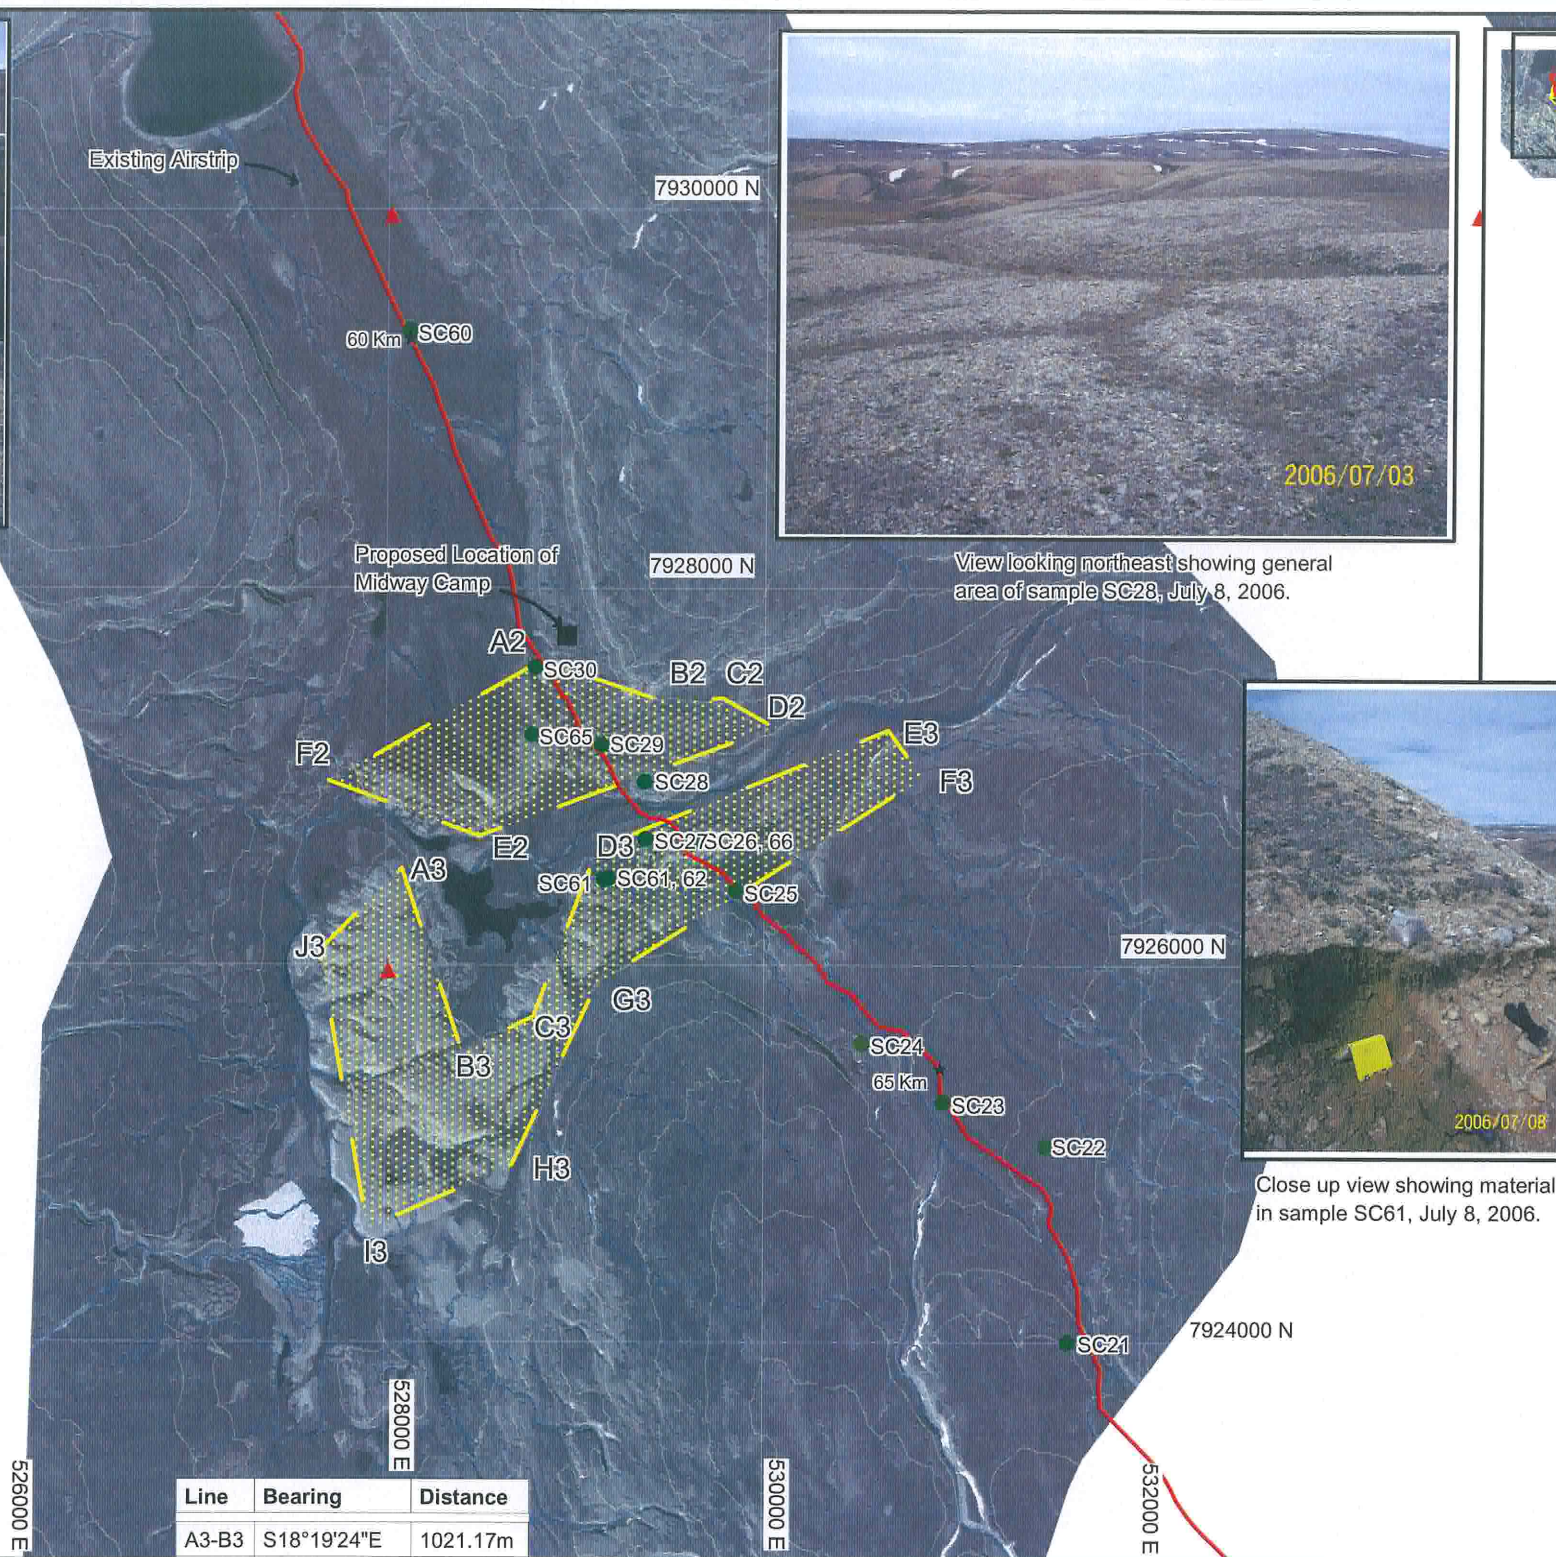 Existing Airstrip
7930000 N
60 Km
SC60
2006/07/03
Proposed Location of
Midway Camp
7928000 N
View looking northeast showing general
area of sample SC28, July 8, 2006.
A2
SC30
B2
C2
D2
SC65
SC29
E3
F2
SC28
F3
E2
D3
SC27
SC26, 66
A3
SC61
SC61, 62
SC25
J3
7926000 N
G3
C3
SC24
B3
65 Km
SC23
2006/07/08
SC22
H3
Close up view showing material
in sample SC61, July 8, 2006.
I3
7924000 N
SC21
526000 E
528000 E
530000 E
532000 E
Line Bearing Distance
A3-B3 S18°19'24"E 1021.17m